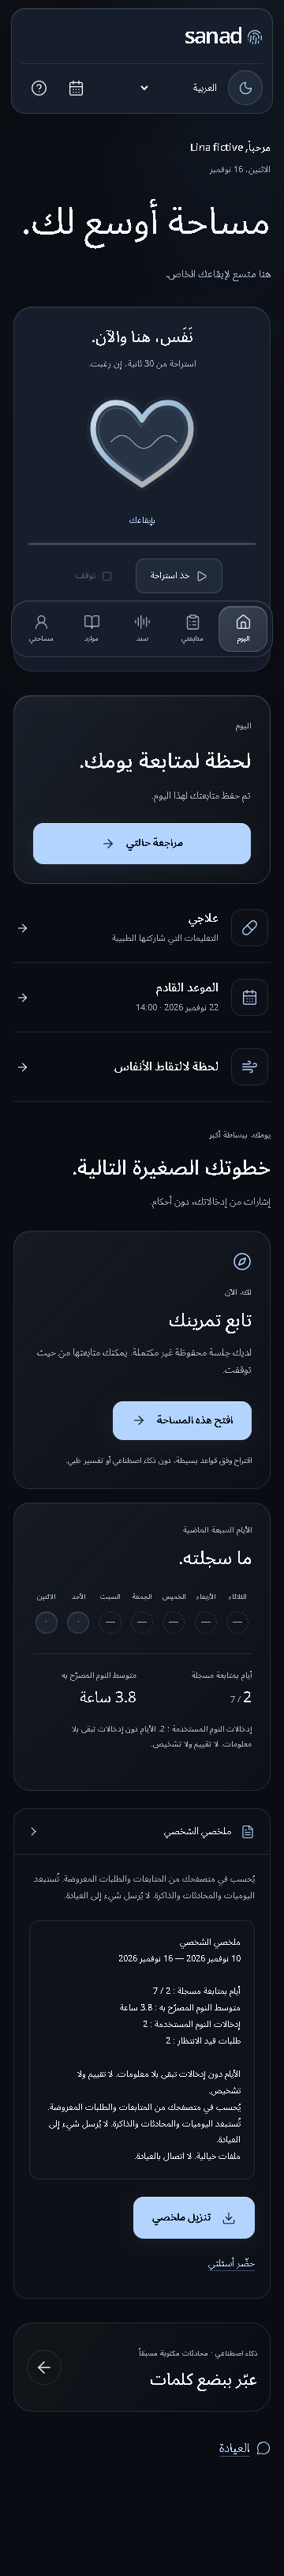 sanad
العربية
مرحباً، Lina fictive
الاثنين، 16 نوفمبر
مساحة أوسع لك.
هنا متسع لإيقاعك الخاص.
نَفَس، هنا والآن.
استراحة من 30 ثانية، إن رغبت.
بإيقاعك
خذ استراحة
توقف
اليوم
متابعتي
سند
موارد
مساحتي
اليوم
لحظة لمتابعة يومك.
تم حفظ متابعتك لهذا اليوم.
مراجعة حالتي
علاجي
التعليمات التي شاركتها الطبيبة
الموعد القادم
22 نوفمبر 2026 · 14:00
لحظة لالتقاط الأنفاس
يومك، ببساطة أكبر
خطوتك الصغيرة التالية.
إشارات من إدخالاتك، دون أحكام.
لك، الآن
تابع تمرينك
لديك جلسة محفوظة غير مكتملة. يمكنك متابعتها من حيث
توقفت.
افتح هذه المساحة
اقتراح وفق قواعد بسيطة، دون ذكاء اصطناعي أو تفسير طبي.
الأيام السبعة الماضية
ما سجلته.
الثلاثاء
الأربعاء
الخميس
الجمعة
السبت
الأحد
الاثنين
— — — — — · ·
أيام بمتابعة مسجلة
2 / 7
متوسط النوم المصرّح به
3.8 ساعة
إدخالات النوم المستخدمة : 2. الأيام دون إدخالات تبقى بلا
معلومات. لا تقييم ولا تشخيص.
ملخصي الشخصي
يُحسب في متصفحك من المتابعات والطلبات المعروضة. تُستبعد
اليوميات والمحادثات والذاكرة. لا يُرسل شيء إلى العيادة.
ملخصي الشخصي
10 نوفمبر 2026 — 16 نوفمبر 2026
أيام بمتابعة مسجلة : 2 / 7
متوسط النوم المصرّح به : 3.8 ساعة
إدخالات النوم المستخدمة : 2
طلبات قيد الانتظار : 2
الأيام دون إدخالات تبقى بلا معلومات. لا تقييم ولا
تشخيص.
يُحسب في متصفحك من المتابعات والطلبات المعروضة.
تُستبعد اليوميات والمحادثات والذاكرة. لا يُرسل شيء إلى
العيادة.
ملفات خيالية. لا اتصال بالعيادة.
تنزيل ملخصي
حضّر أسئلتي
ذكاء اصطناعي · محادثات مكتوبة مسبقاً
عبّر ببضع كلمات
العيادة